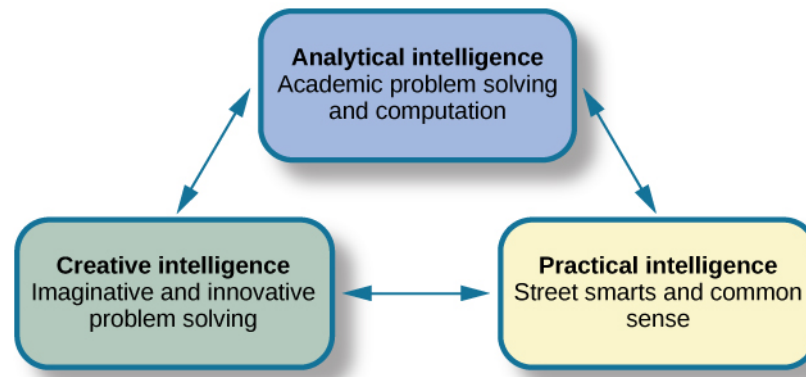 Analytical intelligence
Academic problem solving
and computation
Creative intelligence
Imaginative and innovative
problem solving
Practical intelligence
Street smarts and common
sense